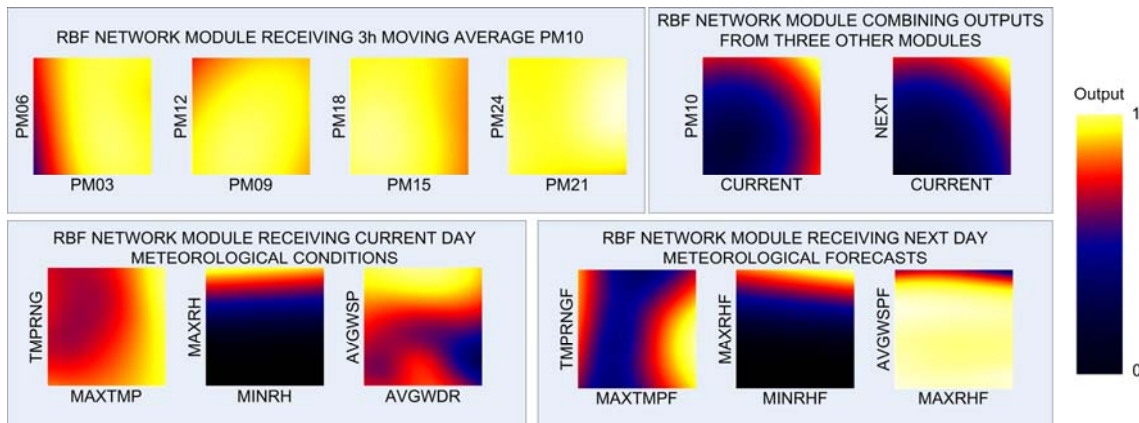 RBF NETWORK MODULE RECEIVING 3h MOVING AVERAGE PM10
PM06
PM03
PM12
PM09
PM18
PM15
PM24
PM21
RBF NETWORK MODULE COMBINING OUTPUTS
FROM THREE OTHER MODULES
PM10
CURRENT
NEXT
CURRENT
Output
1
0
RBF NETWORK MODULE RECEIVING CURRENT DAY
METEOROLOGICAL CONDITIONS
TMPRNG
MAXTMP
MAXRH
MINRH
AVGWSP
AVGWDR
RBF NETWORK MODULE RECEIVING NEXT DAY
METEOROLOGICAL FORECASTS
TMPRNGF
MAXTMPF
MAXRHF
MINRHF
AVGWSPF
MAXRHF